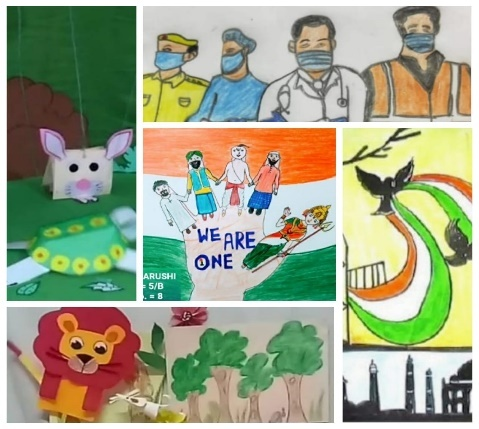 WE ARE
ONE
ARUSHI
= 5/B
. = 8